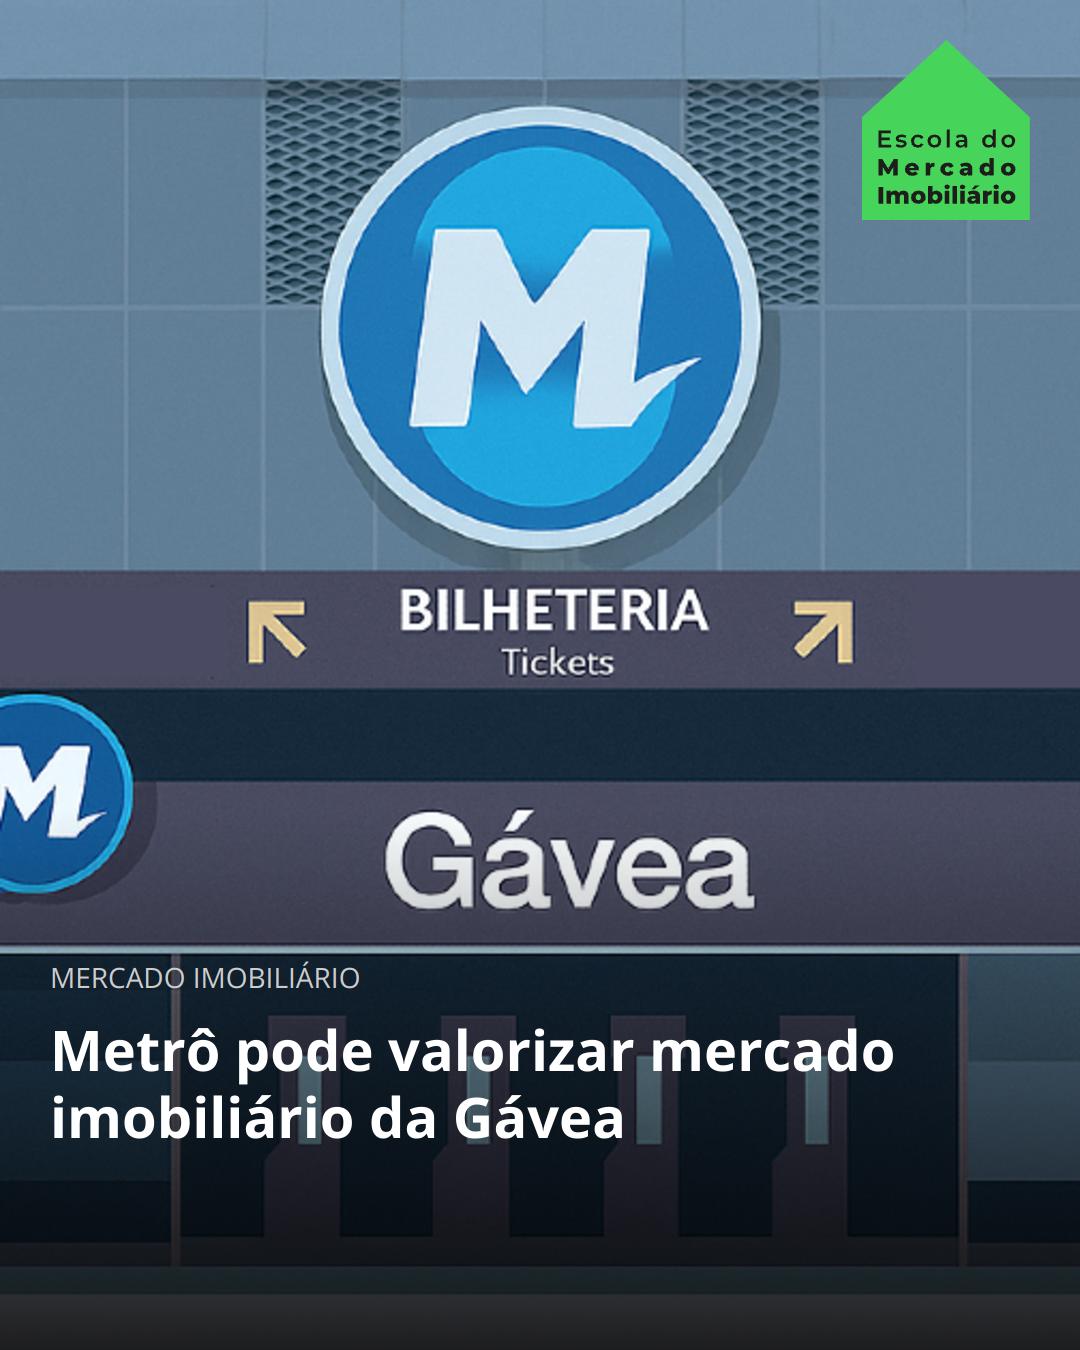 Escola do
Mercado
Imobiliário
M
BILHETERIA
Tickets
M
Gávea
MERCADO IMOBILIÁRIO
Metrô pode valorizar mercado
imobiliário da Gávea